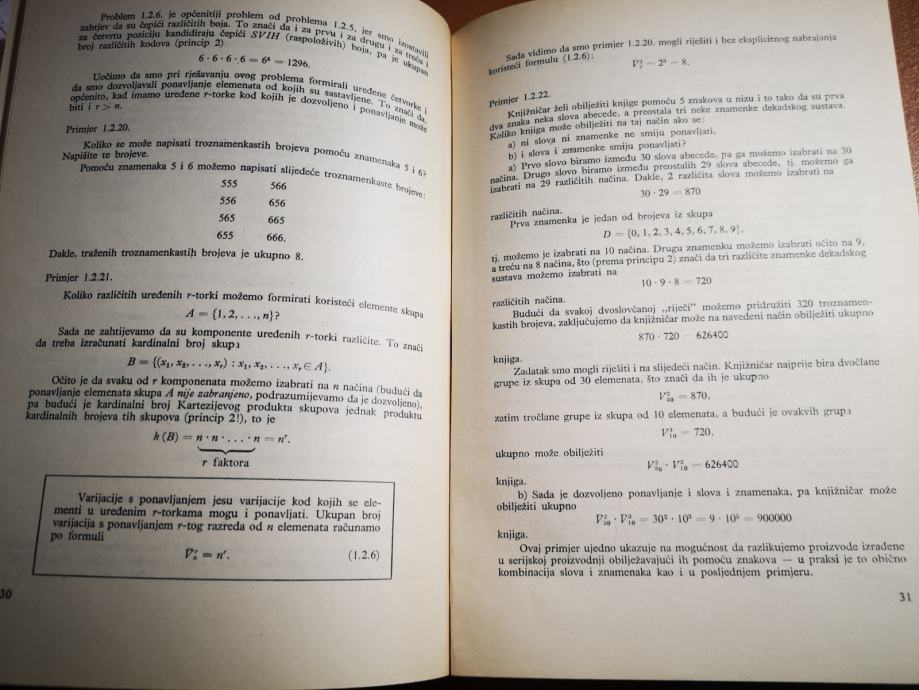 Problem 1.2.6. je općenitiji problem od problema 1.2.5, jer smo izostavili
zahtjev da su čepići različitih boja. To znači da i za prvu i za drugu i za treću i
za četvrtu poziciju kandidiraju čepići SVIH (raspoloživih) boja, pa je ukupan
broj različitih kodova (princip 2)
6 · 6 · 6 · 6 = 6⁴ = 1296.
Uočimo da smo pri rješavanju ovog problema formirali uređene četvorke i
da smo dozvoljavali ponavljanje elemenata od kojih su sastavljene. To znači da,
općenito, kad imamo uređene r-torke kod kojih je dozvoljeno i ponavljanje može
biti i r > n.
Primjer 1.2.20.
Koliko se može napisati troznamenkastih brojeva pomoću znamenaka 5 i 6?
Napišite te brojeve.
Pomoću znamenaka 5 i 6 možemo napisati slijedeće troznamenkaste brojeve:
555 566
556 656
565 665
655 666.
Dakle, traženih troznamenkastih brojeva je ukupno 8.
Primjer 1.2.21.
Koliko različitih uređenih r-torki možemo formirati koristeći elemente skupa
A = {1, 2, . . ., n}?
Sada ne zahtijevamo da su komponente uređenih r-torki različite. To znači
da treba izračunati kardinalni broj skupa
B = {(x₁, x₂, . . ., xᵣ) : x₁, x₂, . . ., xᵣ ∈ A}.
Očito je da svaku od r komponenata možemo izabrati na n načina (budući da
ponavljanje elemenata skupa A nije zabranjeno, podrazumijevamo da je dozvoljeno),
pa budući je kardinalni broj Kartezijevog produkta skupova jednak produktu
kardinalnih brojeva tih skupova (princip 2!), to je
k (B) = n · n · . . . · n = nʳ.
r faktora
Varijacije s ponavljanjem jesu varijacije kod kojih se ele-
menti u uređenim r-torkama mogu i ponavljati. Ukupan broj
varijacija s ponavljanjem r-tog razreda od n elemenata računamo
po formuli
V̄ʳₙ = nʳ. (1.2.6)
30
Sada vidimo da smo primjer 1.2.20. mogli riješiti i bez eksplicitnog nabrajanja
koristeći formulu (1.2.6):
V̄³₂ = 2³ = 8.
Primjer 1.2.22.
Knjižničar želi obilježiti knjige pomoću 5 znakova u nizu i to tako da su prva
dva znaka neka slova abecede, a preostala tri neke znamenke dekadskog sustava.
Koliko knjiga može obilježiti na taj način ako se:
a) ni slova ni znamenke ne smiju ponavljati,
b) i slova i znamenke smiju ponavljati?
a) Prvo slovo biramo između 30 slova abecede, pa ga možemo izabrati na 30
načina. Drugo slovo biramo između preostalih 29 slova abecede, tj. možemo ga
izabrati na 29 različitih načina. Dakle, 2 različita slova možemo izabrati na
30 · 29 = 870
različitih načina.
Prva znamenka je jedan od brojeva iz skupa
D = {0, 1, 2, 3, 4, 5, 6, 7, 8, 9},
tj. možemo je izabrati na 10 načina. Drugu znamenku možemo izabrati očito na 9,
a treću na 8 načina, što (prema principu 2) znači da tri različite znamenke dekadskog
sustava možemo izabrati na
10 · 9 · 8 = 720
različitih načina.
Budući da svakoj dvoslovčanoj „riječi" možemo pridružiti 320 troznamen-
kastih brojeva, zaključujemo da knjižničar može na navedeni način obilježiti ukupno
870 · 720 = 626400
knjiga.
Zadatak smo mogli riješiti i na slijedeći način. Knjižničar najprije bira dvočlane
grupe iz skupa od 30 elemenata, što znači da ih je ukupno
V²₃₀ = 870,
zatim tročlane grupe iz skupa od 10 elemenata, a budući je ovakvih grupa
V³₁₀ = 720,
ukupno može obilježiti
V²₃₀ · V³₁₀ = 626400
knjiga.
b) Sada je dozvoljeno ponavljanje i slova i znamenaka, pa knjižničar može
obilježiti ukupno
V̄²₃₀ · V̄³₁₀ = 30² · 10³ = 9 · 10⁵ = 900000
knjiga.
Ovaj primjer ujedno ukazuje na mogućnost da razlikujemo proizvode izrađene
u serijskoj proizvodnji obilježavajući ih pomoću znakova — u praksi je to obično
kombinacija slova i znamenaka kao i u posljednjem primjeru.
31